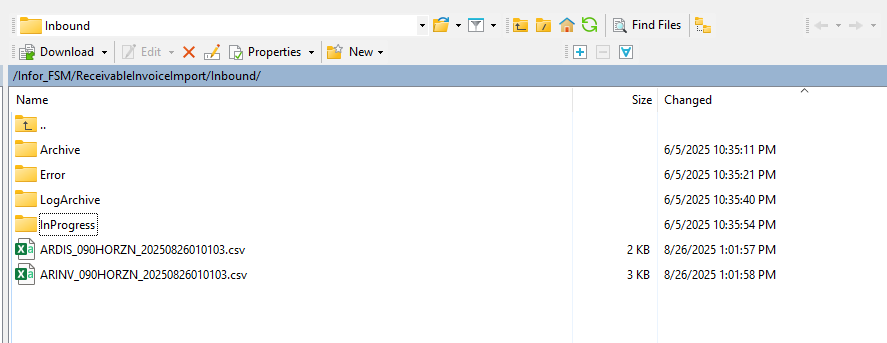 Inbound
Find Files
Download Edit Properties New
/Infor_FSM/ReceivableInvoiceImport/Inbound/
Name Size Changed
..
Archive 6/5/2025 10:35:11 PM
Error 6/5/2025 10:35:21 PM
LogArchive 6/5/2025 10:35:40 PM
InProgress 6/5/2025 10:35:54 PM
ARDIS_090HORZN_20250826010103.csv 2 KB 8/26/2025 1:01:57 PM
ARINV_090HORZN_20250826010103.csv 3 KB 8/26/2025 1:01:58 PM